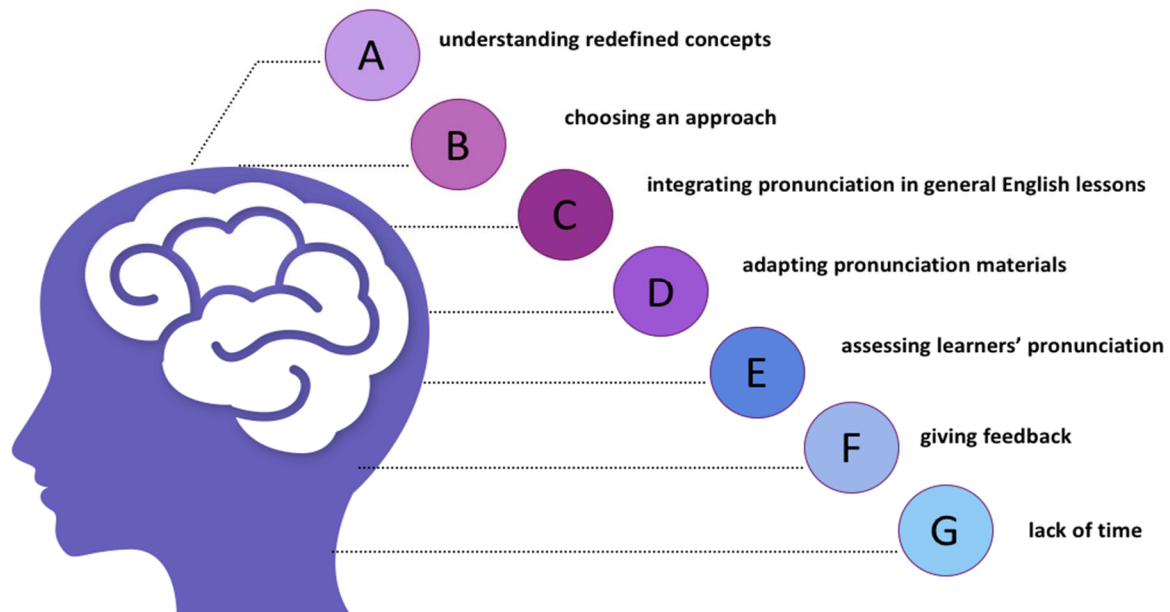 A understanding redefined concepts
B choosing an approach
C integrating pronunciation in general English lessons
D adapting pronunciation materials
E assessing learners’ pronunciation
F giving feedback
G lack of time